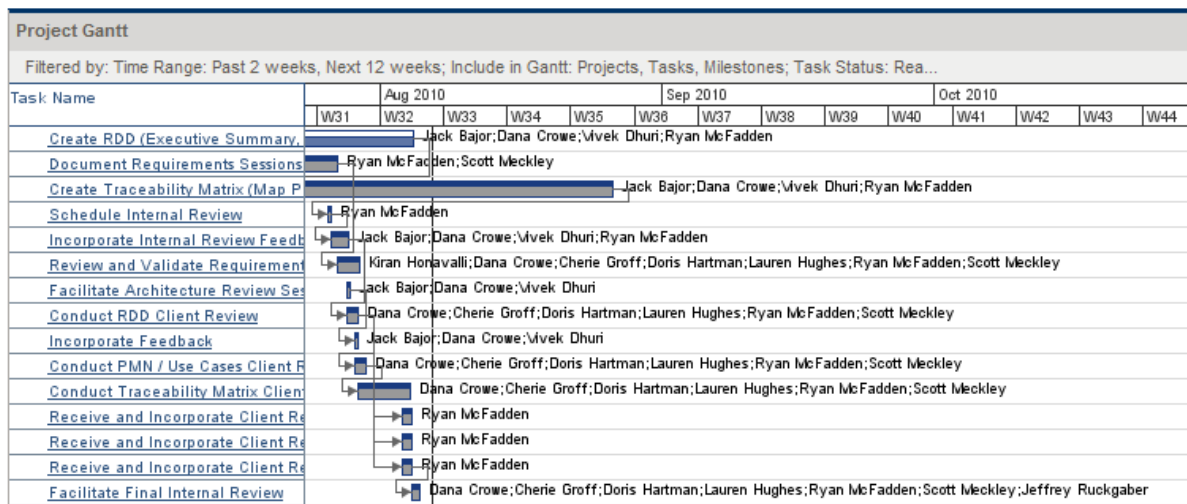 Project Gantt
Filtered by: Time Range: Past 2 weeks, Next 12 weeks; Include in Gantt: Projects, Tasks, Milestones; Task Status: Rea...
Task Name Aug 2010 Sep 2010 Oct 2010
W31 W32 W33 W34 W35 W36 W37 W38 W39 W40 W41 W42 W43 W44
Create RDD (Executive Summary, Jack Bajor;Dana Crowe;Vivek Dhuri;Ryan McFadden
Document Requirements Sessions Ryan McFadden;Scott Meckley
Create Traceability Matrix (Map P Jack Bajor;Dana Crowe;Vivek Dhuri;Ryan McFadden
Schedule Internal Review Ryan McFadden
Incorporate Internal Review Feedb Jack Bajor;Dana Crowe;Vivek Dhuri;Ryan McFadden
Review and Validate Requirement Kiran Honavalli;Dana Crowe;Cherie Groff;Doris Hartman;Lauren Hughes;Ryan McFadden;Scott Meckley
Facilitate Architecture Review Ses Jack Bajor;Dana Crowe;Vivek Dhuri
Conduct RDD Client Review Dana Crowe;Cherie Groff;Doris Hartman;Lauren Hughes;Ryan McFadden;Scott Meckley
Incorporate Feedback Jack Bajor;Dana Crowe;Vivek Dhuri
Conduct PMN / Use Cases Client R Dana Crowe;Cherie Groff;Doris Hartman;Lauren Hughes;Ryan McFadden;Scott Meckley
Conduct Traceability Matrix Clien Dana Crowe;Cherie Groff;Doris Hartman;Lauren Hughes;Ryan McFadden;Scott Meckley
Receive and Incorporate Client Re Ryan McFadden
Receive and Incorporate Client Re Ryan McFadden
Receive and Incorporate Client Re Ryan McFadden
Facilitate Final Internal Review Dana Crowe;Cherie Groff;Doris Hartman;Lauren Hughes;Ryan McFadden;Scott Meckley;Jeffrey Ruckgaber